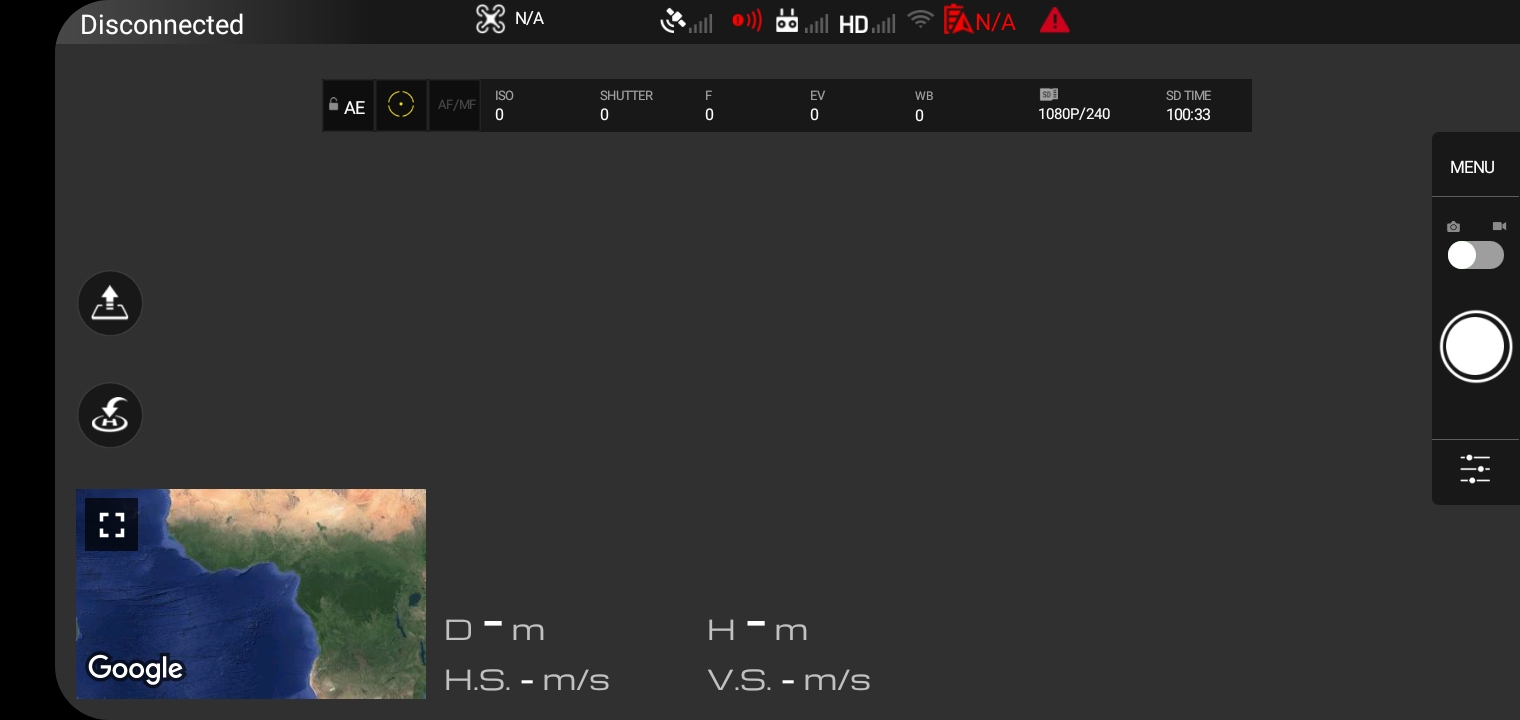 Disconnected
N/A
HD
N/A
AE
AF/MF
ISO
0
SHUTTER
0
F
0
EV
0
WB
0
SD
1080P/240
SD TIME
100:33
MENU
H
Google
D - m
H - m
H.S. - m/s
V.S. - m/s